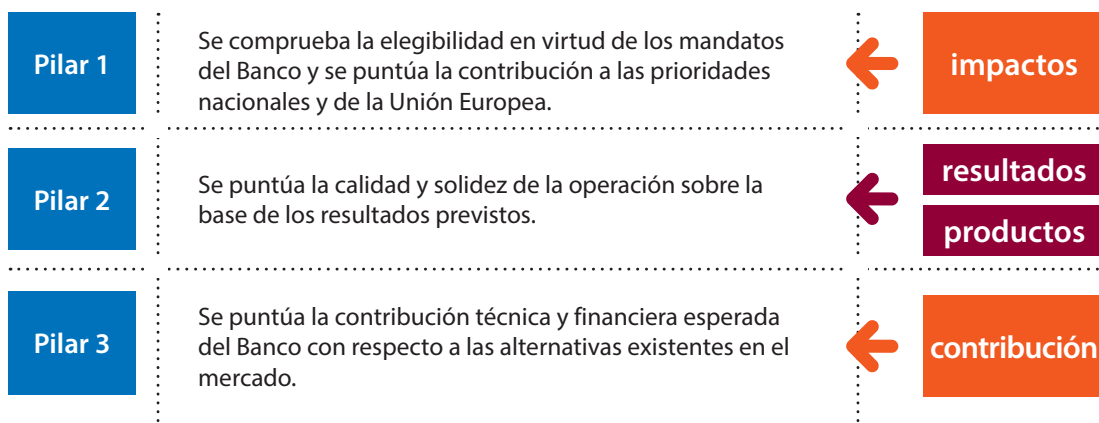 Pilar 1
Se comprueba la elegibilidad en virtud de los mandatos
del Banco y se puntúa la contribución a las prioridades
nacionales y de la Unión Europea.
impactos
Pilar 2
Se puntúa la calidad y solidez de la operación sobre la
base de los resultados previstos.
resultados
productos
Pilar 3
Se puntúa la contribución técnica y financiera esperada
del Banco con respecto a las alternativas existentes en el
mercado.
contribución